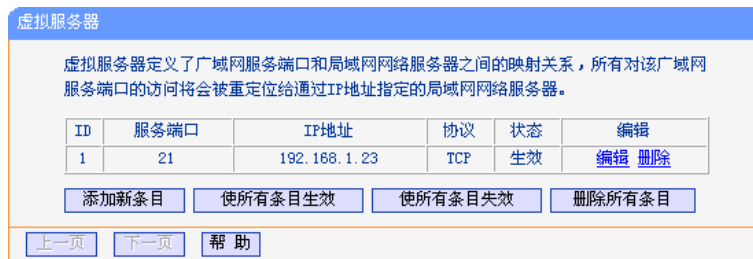 虚拟服务器
虚拟服务器定义了广域网服务端口和局域网网络服务器之间的映射关系，所有对该广域网
服务端口的访问将会被重定位给通过IP地址指定的局域网网络服务器。
ID 服务端口 IP地址 协议 状态 编辑
1 21 192.168.1.23 TCP 生效 编辑 删除
添加新条目 使所有条目生效 使所有条目失效 删除所有条目
上一页 下一页 帮 助